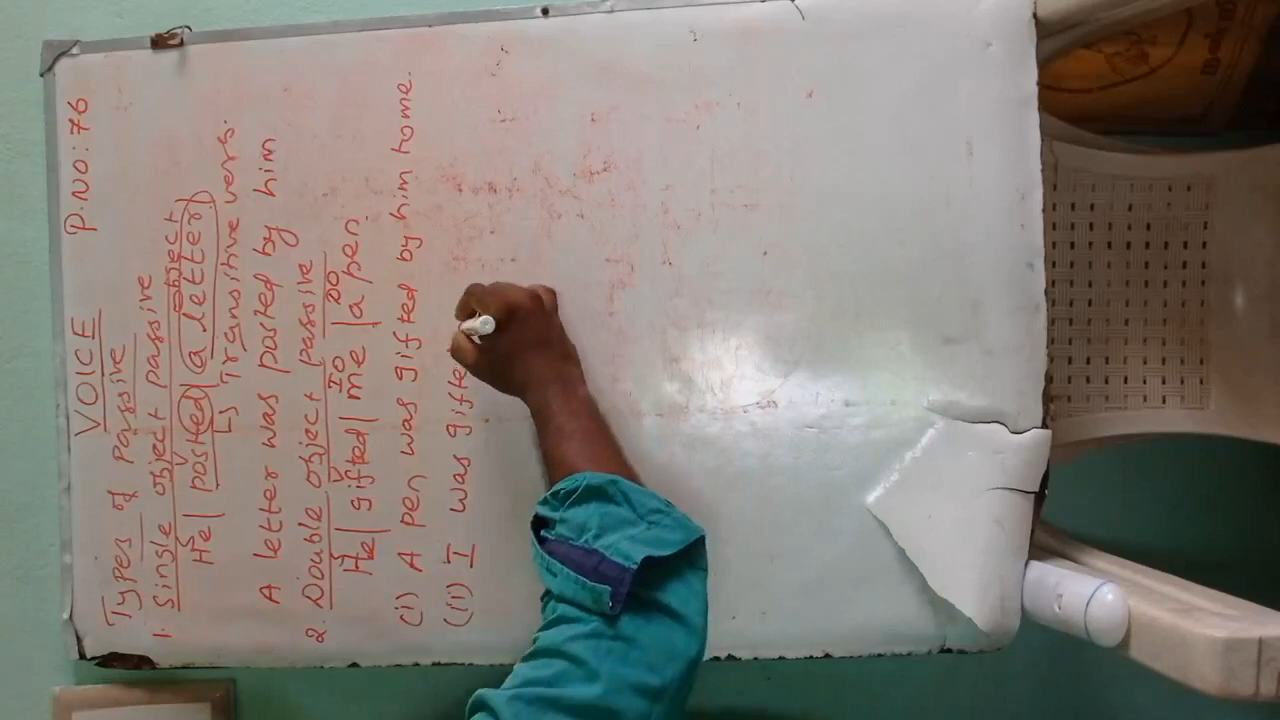 VOICE P.NO: 76
Types of Passive
1. Single object passive
S V object
He | posted | (a letter)
↳ Transitive verb.
A letter was posted by him
2. Double object passive
S V IO DO
He | gifted | me | a pen.
(i) A pen was gifted by him to me.
(ii) I was gifte